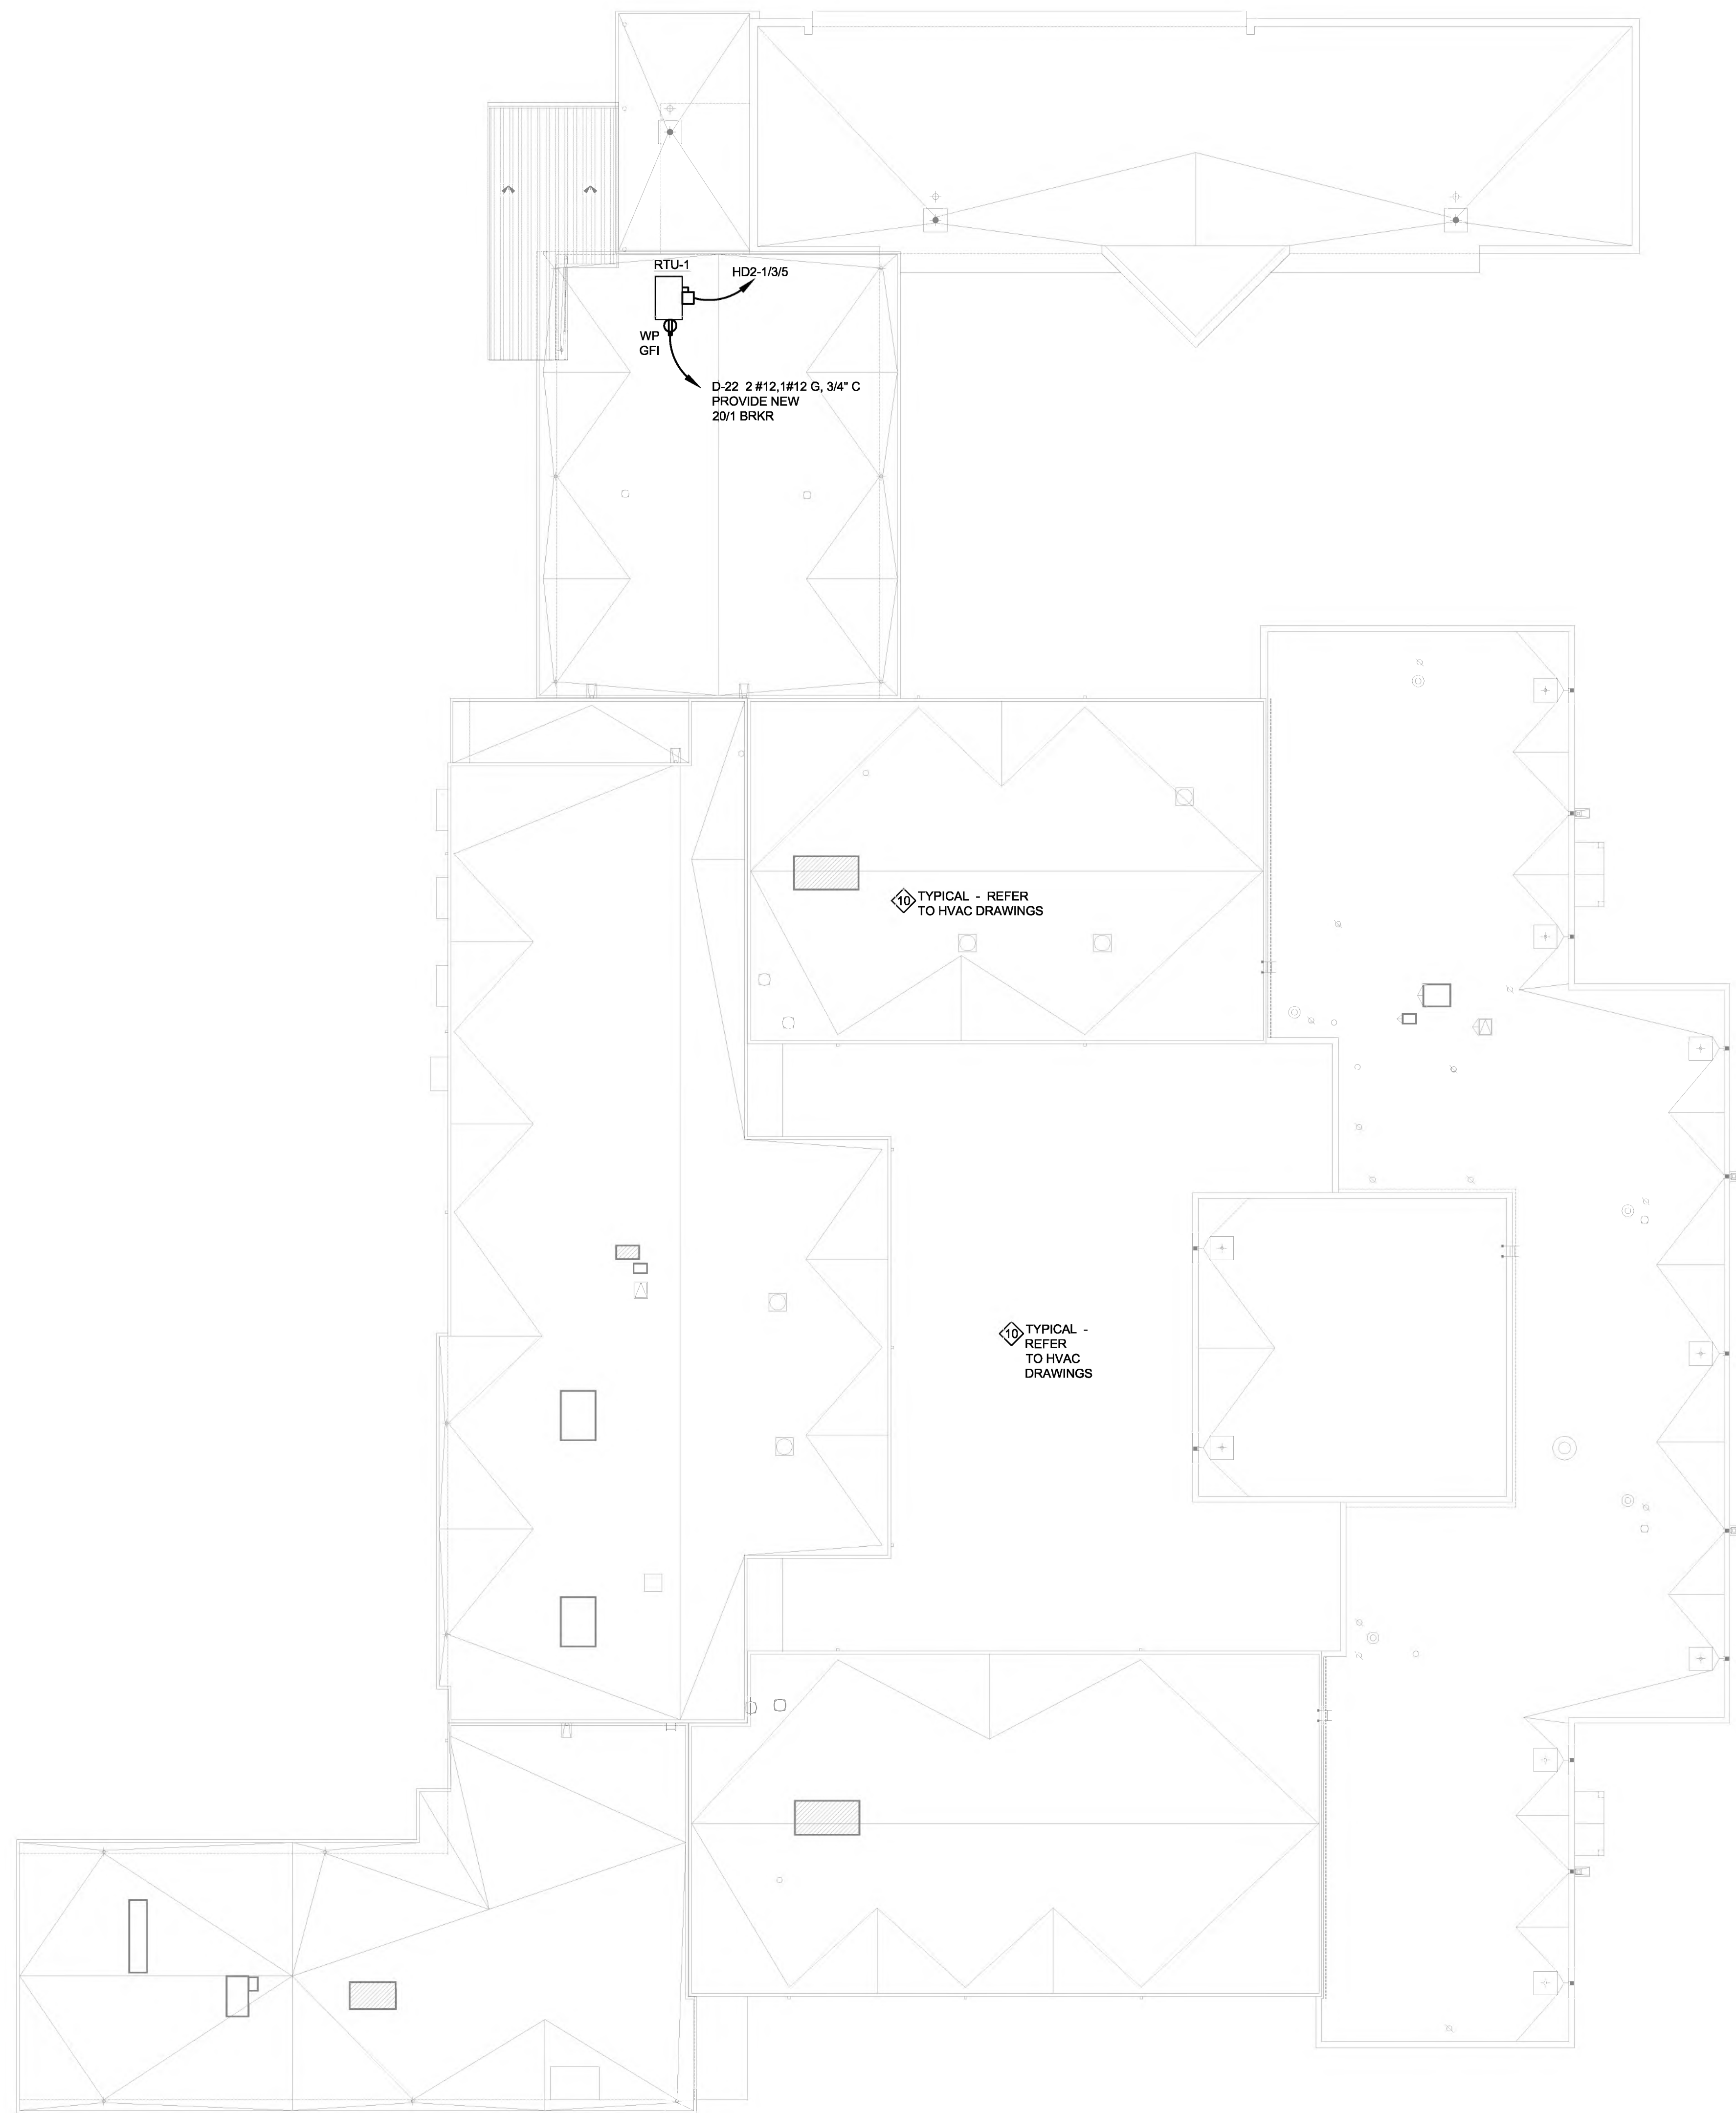 RTU-1
HD2-1/3/5
WP
GFI
D-22 2 #12,1#12 G, 3/4" C
PROVIDE NEW
20/1 BRKR
10 TYPICAL - REFER
TO HVAC DRAWINGS
10 TYPICAL -
REFER
TO HVAC
DRAWINGS